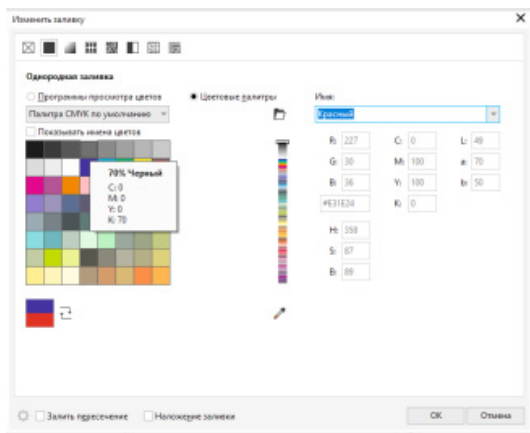 Изменить заливку
Однородная заливка
Программы просмотра цветов
Цветовые палитры
Имя:
Палитра CMYK по умолчанию
Красный
Показывать имена цветов
R: 227 C: 0 L: 49
G: 30 M: 100 a: 70
B: 36 Y: 100 b: 50
#E31E24 K: 0
H: 358
S: 87
B: 89
70% Черный
C: 0
M: 0
Y: 0
K: 70
Залить пересечение
Наложение заливки
OK
Отмена